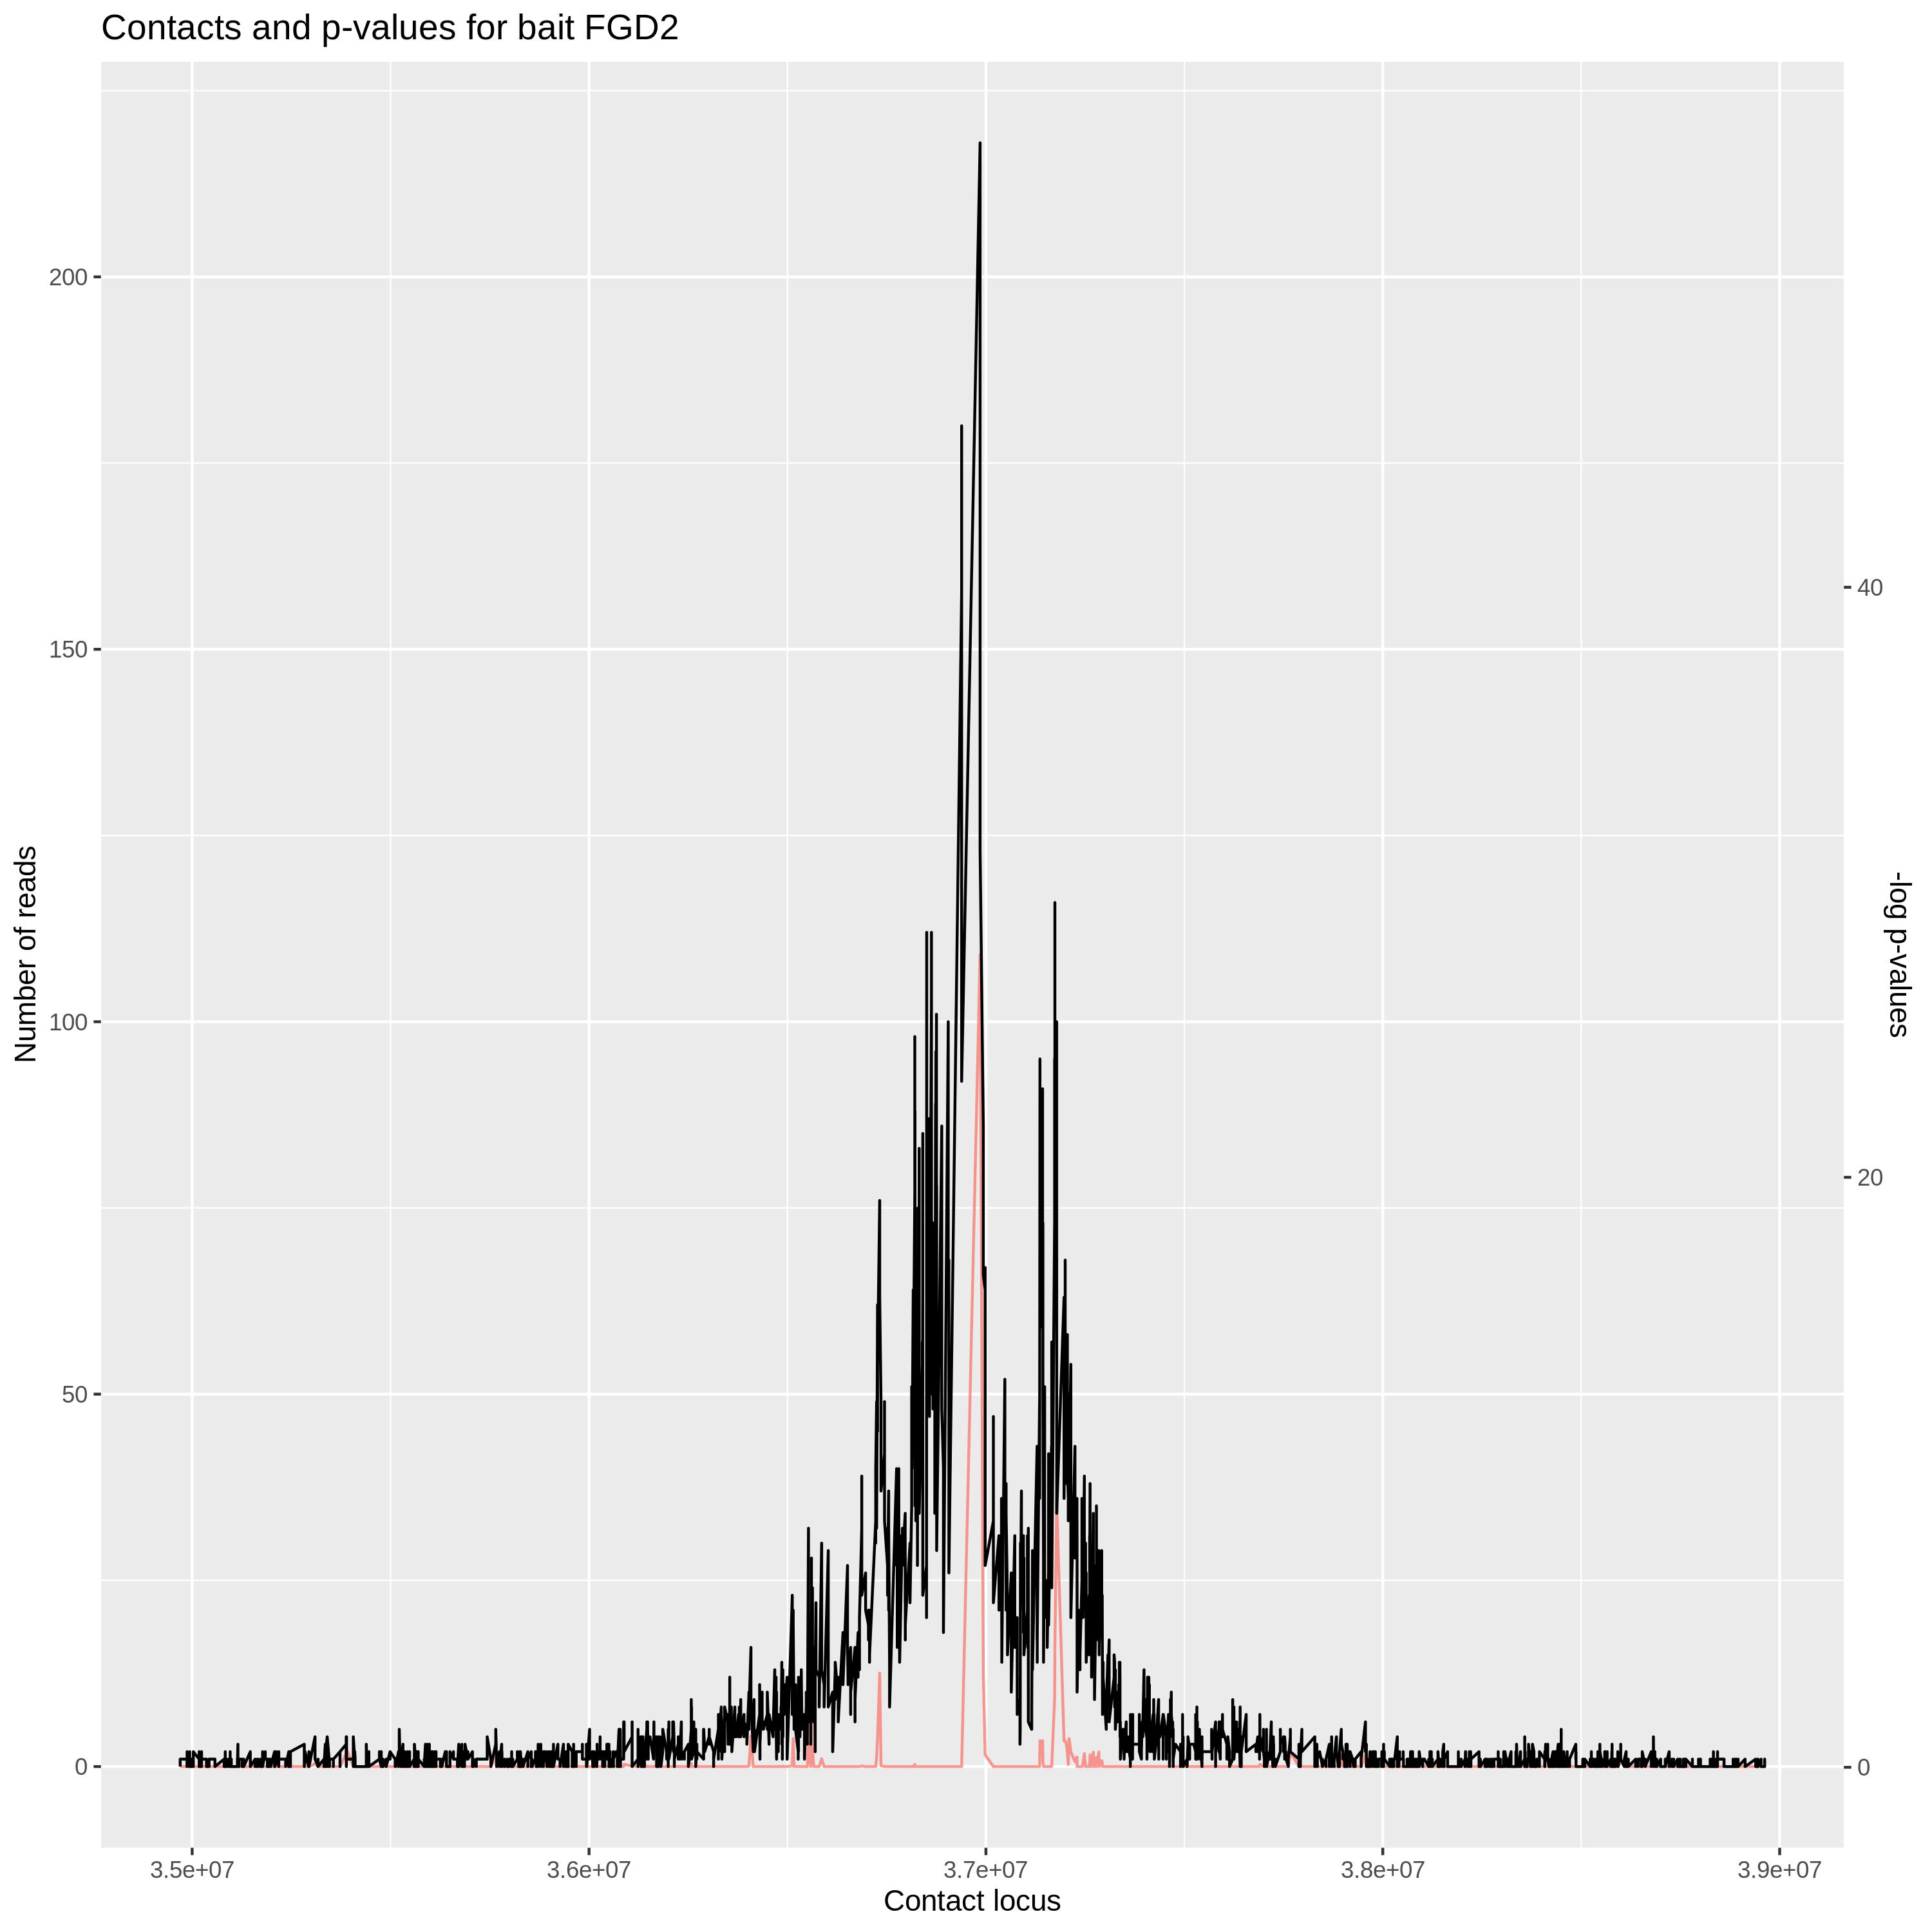 Contacts and p-values for bait FGD2
200
150
100
50
0
Number of reads
40
20
0
-log p-values
3.5e+07
3.6e+07
3.7e+07
3.8e+07
3.9e+07
Contact locus